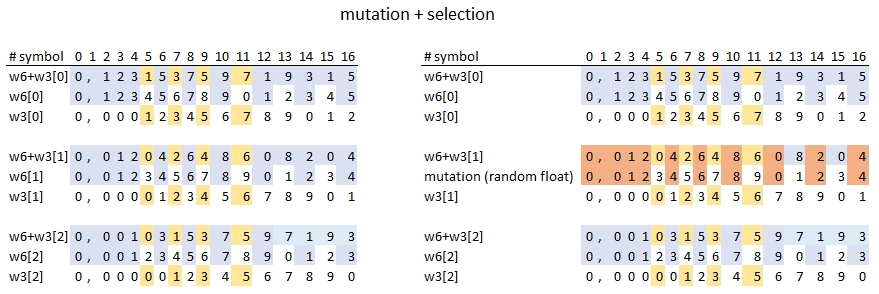 mutation + selection
# symbol 0 1 2 3 4 5 6 7 8 9 10 11 12 13 14 15 16
w6+w3[0] 0 , 1 2 3 1 5 3 7 5 9 7 1 9 3 1 5
w6[0] 0 , 1 2 3 4 5 6 7 8 9 0 1 2 3 4 5
w3[0] 0 , 0 0 0 1 2 3 4 5 6 7 8 9 0 1 2
w6+w3[1] 0 , 0 1 2 0 4 2 6 4 8 6 0 8 2 0 4
w6[1] 0 , 0 1 2 3 4 5 6 7 8 9 0 1 2 3 4
w3[1] 0 , 0 0 0 0 1 2 3 4 5 6 7 8 9 0 1
w6+w3[2] 0 , 0 0 1 0 3 1 5 3 7 5 9 7 1 9 3
w6[2] 0 , 0 0 1 2 3 4 5 6 7 8 9 0 1 2 3
w3[2] 0 , 0 0 0 0 0 1 2 3 4 5 6 7 8 9 0
# symbol 0 1 2 3 4 5 6 7 8 9 10 11 12 13 14 15 16
w6+w3[0] 0 , 1 2 3 1 5 3 7 5 9 7 1 9 3 1 5
w6[0] 0 , 1 2 3 4 5 6 7 8 9 0 1 2 3 4 5
w3[0] 0 , 0 0 0 1 2 3 4 5 6 7 8 9 0 1 2
w6+w3[1] 0 , 0 1 2 0 4 2 6 4 8 6 0 8 2 0 4
mutation (random float) 0 , 0 1 2 3 4 5 6 7 8 9 0 1 2 3 4
w3[1] 0 , 0 0 0 0 1 2 3 4 5 6 7 8 9 0 1
w6+w3[2] 0 , 0 0 1 0 3 1 5 3 7 5 9 7 1 9 3
w6[2] 0 , 0 0 1 2 3 4 5 6 7 8 9 0 1 2 3
w3[2] 0 , 0 0 0 0 0 1 2 3 4 5 6 7 8 9 0